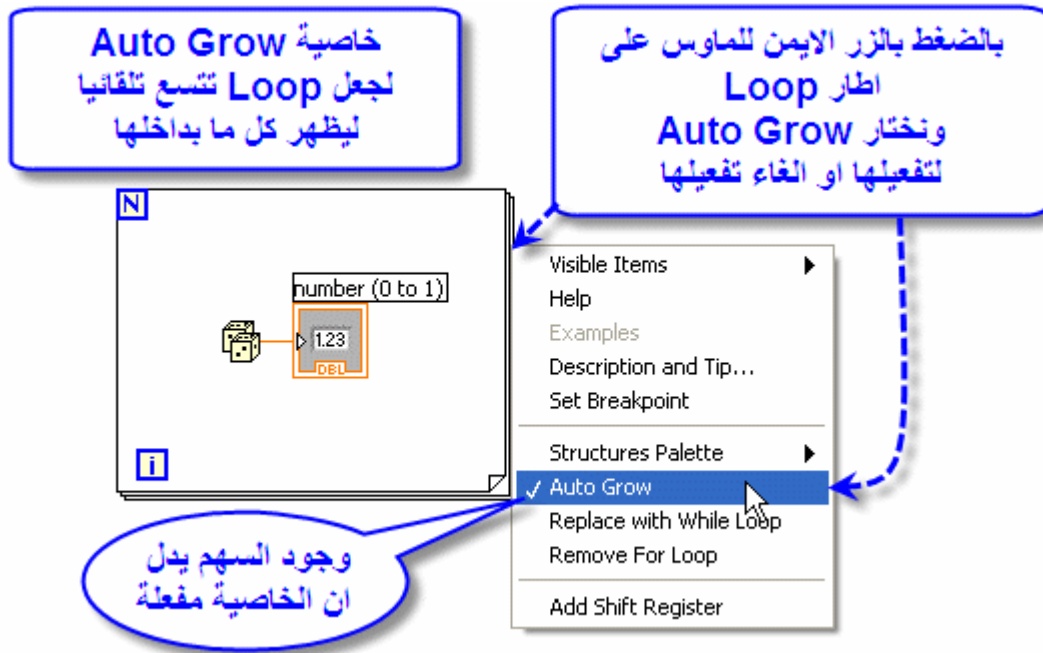 خاصية Auto Grow
لجعل Loop تتسع تلقائيا
ليظهر كل ما بداخلها
بالضغط بالزر الايمن للماوس على
اطار Loop
ونختار Auto Grow
لتفعيلها او الغاء تفعيلها
N
number (0 to 1)
1.23
DBL
i
Visible Items
Help
Examples
Description and Tip...
Set Breakpoint
Structures Palette
Auto Grow
Replace with While Loop
Remove For Loop
Add Shift Register
وجود السهم يدل
ان الخاصية مفعلة